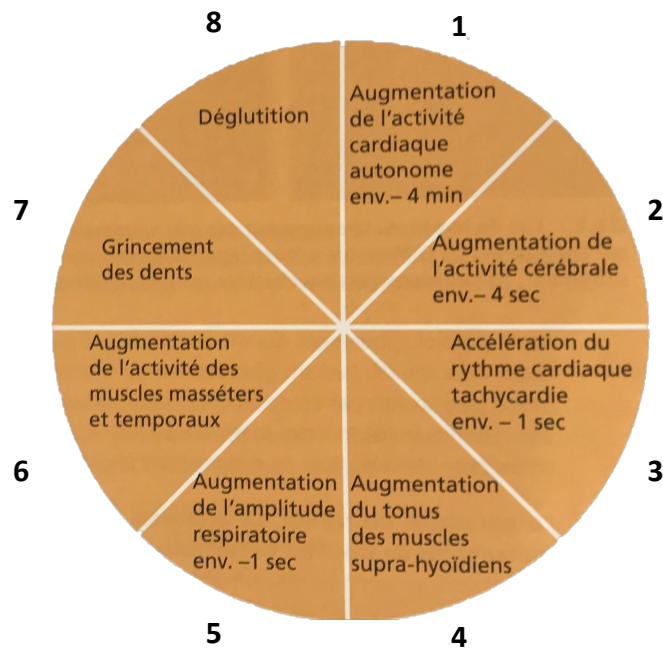 1
Augmentation
de l'activité
cardiaque
autonome
env.– 4 min
2
Augmentation de
l'activité cérébrale
env.– 4 sec
3
Accélération du
rythme cardiaque
tachycardie
env. – 1 sec
4
Augmentation
du tonus
des muscles
supra-hyoïdiens
5
Augmentation
de l'amplitude
respiratoire
env. –1 sec
6
Augmentation
de l'activité des
muscles masséters
et temporaux
7
Grincement
des dents
8
Déglutition